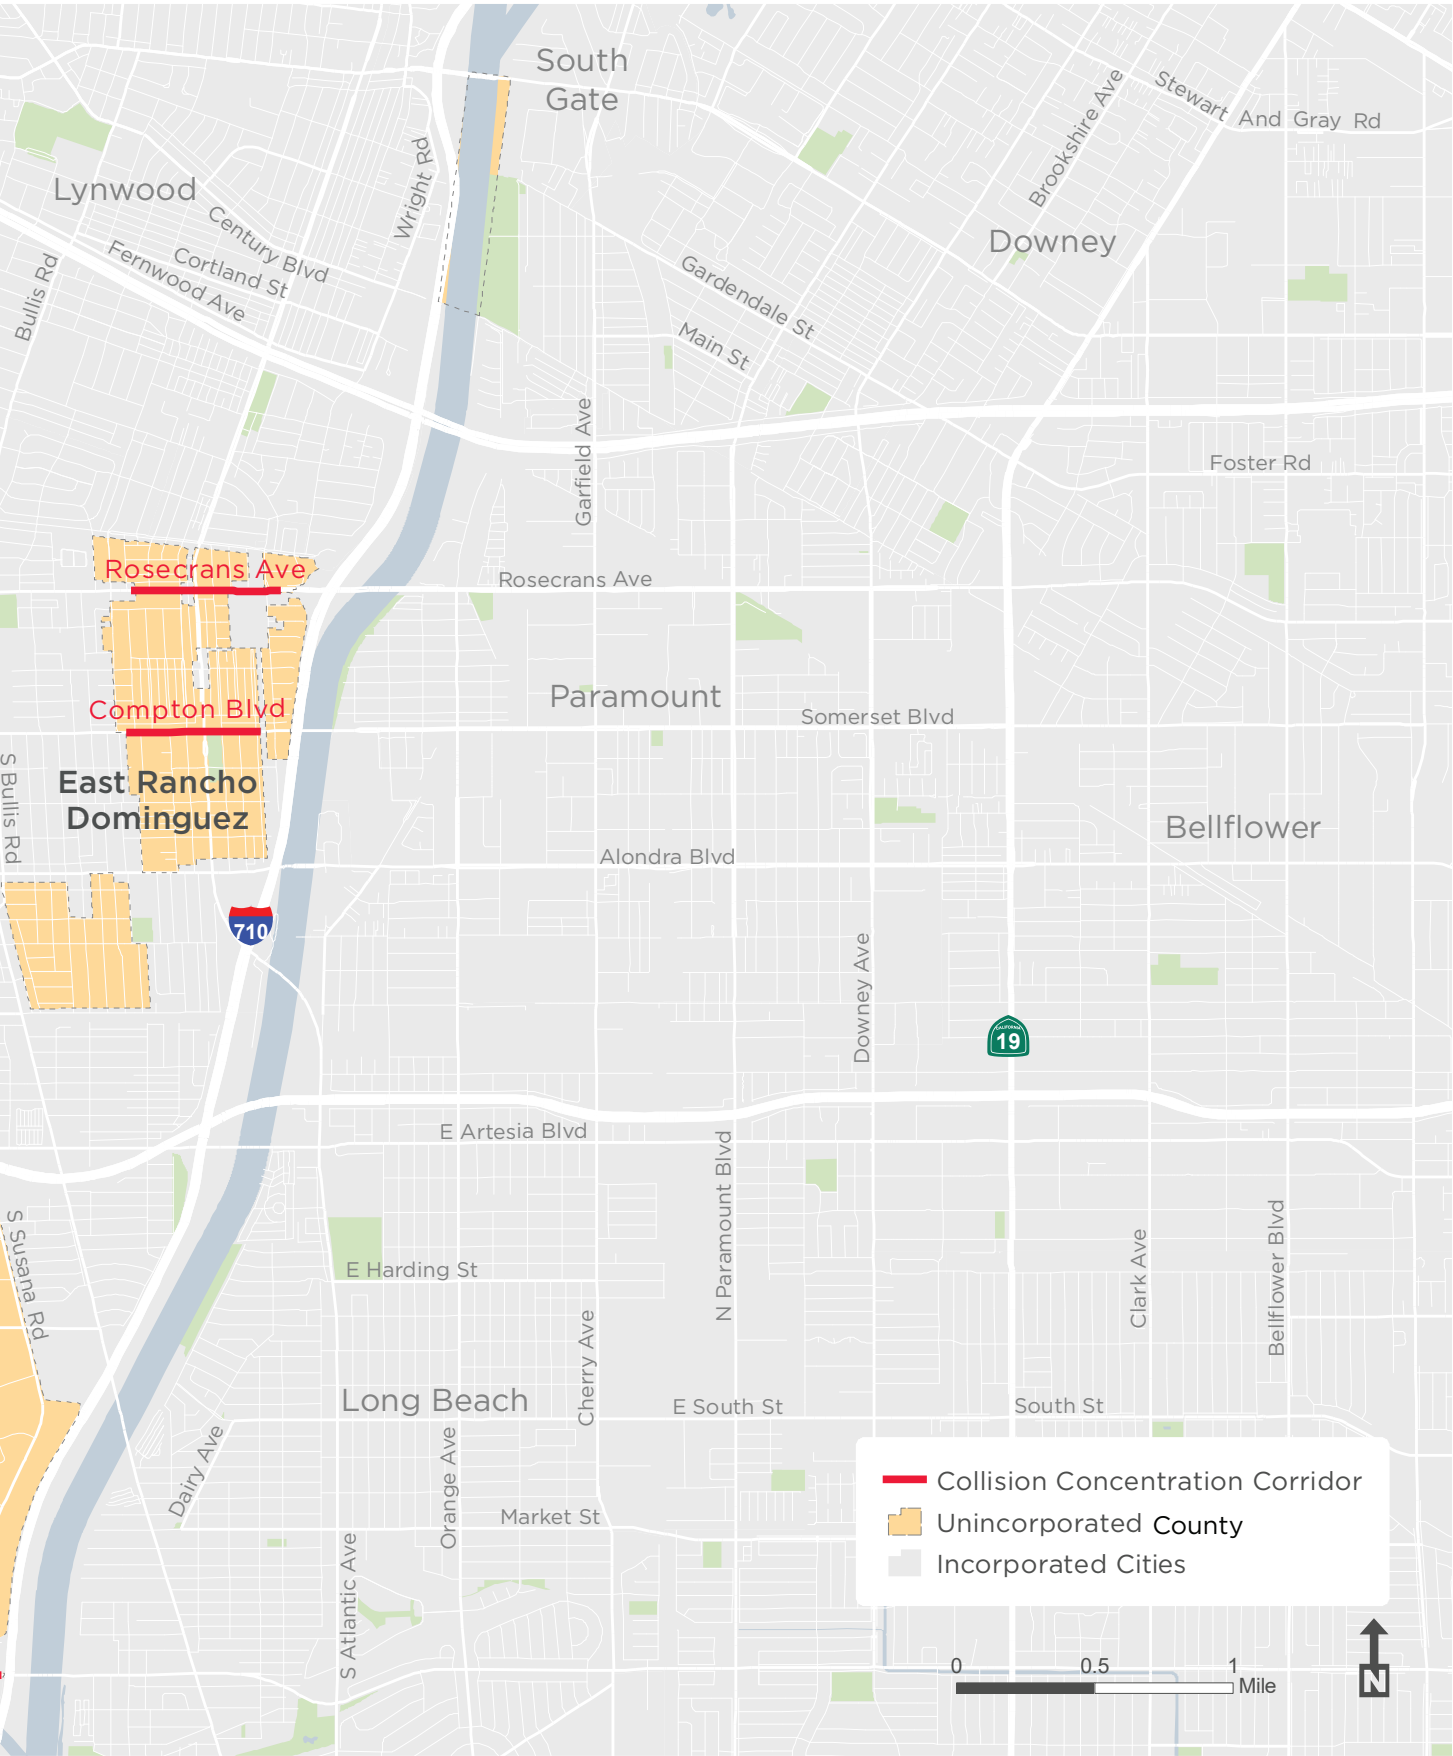 South
Gate
Stewart And Gray Rd
Brookshire Ave
Wright Rd
Lynwood
Century Blvd
Cortland St
Fernwood Ave
Bullis Rd
Downey
Gardendale St
Main St
Garfield Ave
Foster Rd
Rosecrans Ave
Rosecrans Ave
Paramount
Compton Blvd
Somerset Blvd
S Bullis Rd
East Rancho
Dominguez
Bellflower
Alondra Blvd
710
Downey Ave
CALIFORNIA
19
E Artesia Blvd
N Paramount Blvd
S Susana Rd
E Harding St
Clark Ave
Bellflower Blvd
Cherry Ave
Long Beach
E South St
South St
Dairy Ave
Orange Ave
Market St
S Atlantic Ave
Collision Concentration Corridor
Unincorporated County
Incorporated Cities
0 0.5 1
Mile
N